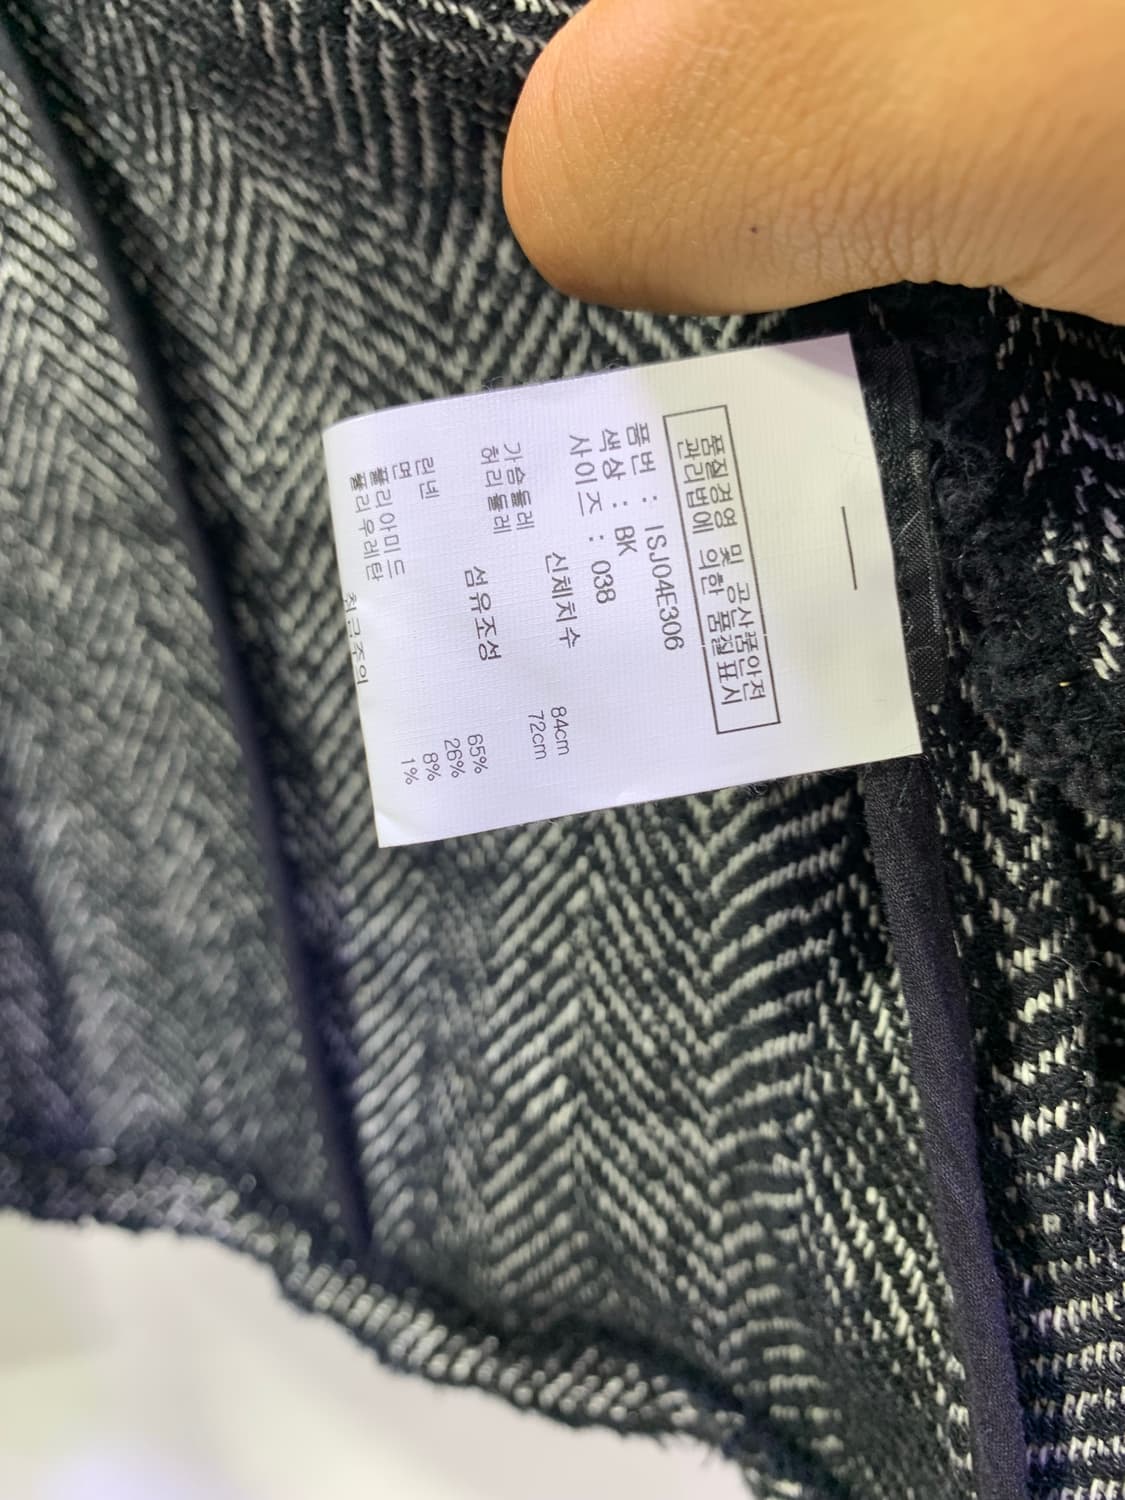 품질경영 및 공산품안전
관리법에 의한 품질표시
품번 : ISJ04E306
색상 : BK
사이즈 : 038
신체치수
가슴둘레 84cm
허리둘레 72cm
섬유조성
린넨 65%
면 26%
폴리아미드 8%
폴리우레탄 1%
취급주의